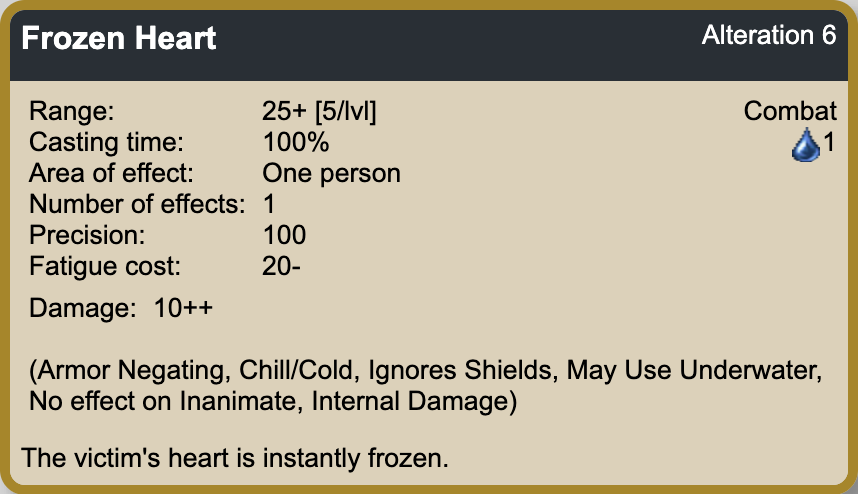 Frozen Heart Alteration 6
Range: 25+ [5/lvl] Combat
Casting time: 100% 1
Area of effect: One person
Number of effects: 1
Precision: 100
Fatigue cost: 20-
Damage: 10++
(Armor Negating, Chill/Cold, Ignores Shields, May Use Underwater,
No effect on Inanimate, Internal Damage)
The victim's heart is instantly frozen.